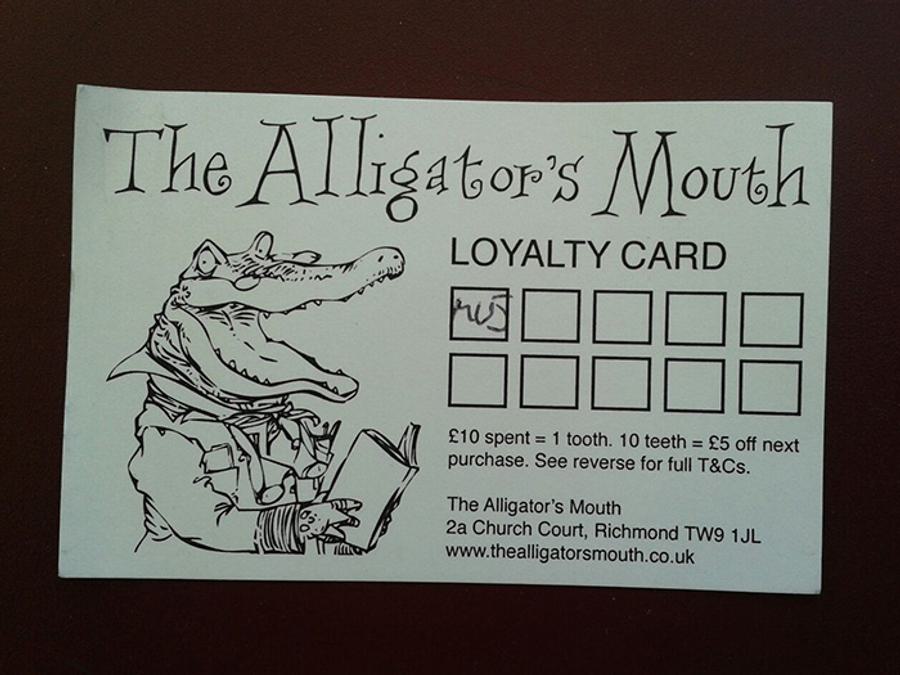 The Alligator's Mouth
LOYALTY CARD
£10 spent = 1 tooth. 10 teeth = £5 off next
purchase. See reverse for full T&Cs.
The Alligator's Mouth
2a Church Court, Richmond TW9 1JL
www.thealligatorsmouth.co.uk